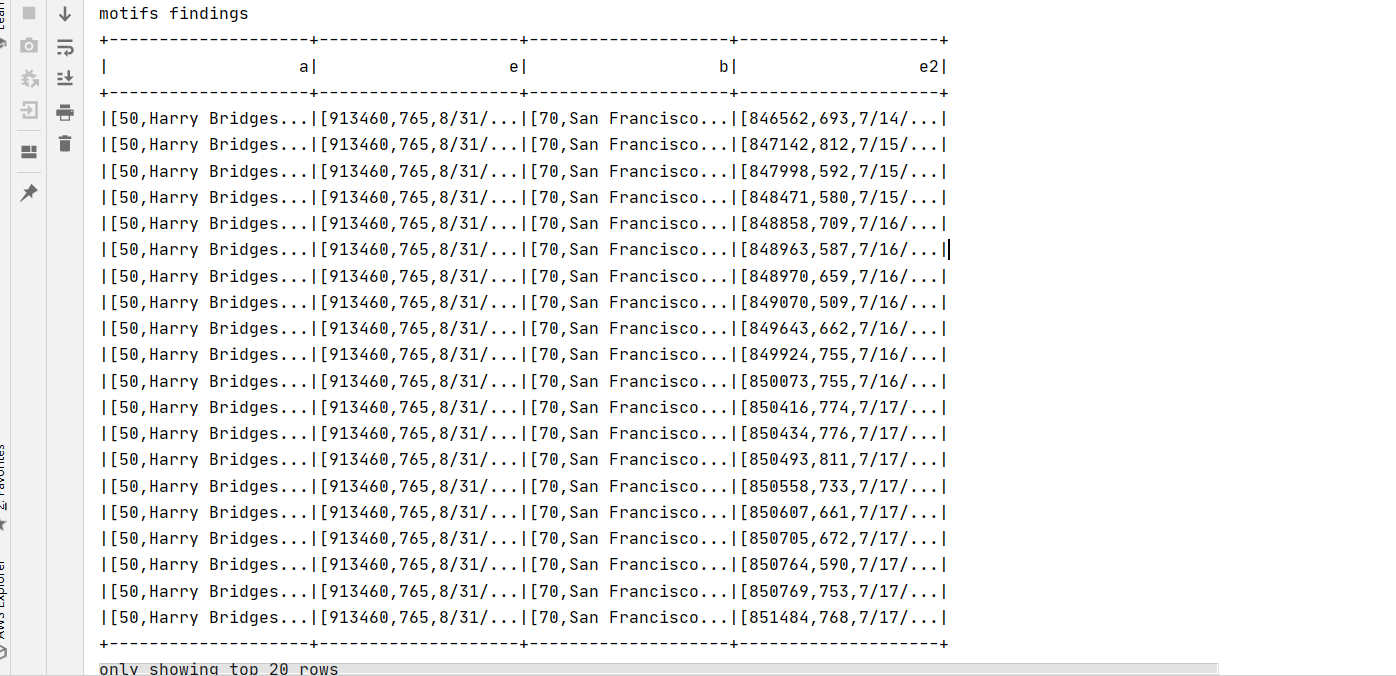 motifs findings
+--------------------+--------------------+--------------------+--------------------+
|                   a|                   e|                   b|                  e2|
+--------------------+--------------------+--------------------+--------------------+
|[50,Harry Bridges...|[913460,765,8/31/...|[70,San Francisco...|[846562,693,7/14/...|
|[50,Harry Bridges...|[913460,765,8/31/...|[70,San Francisco...|[847142,812,7/15/...|
|[50,Harry Bridges...|[913460,765,8/31/...|[70,San Francisco...|[847998,592,7/15/...|
|[50,Harry Bridges...|[913460,765,8/31/...|[70,San Francisco...|[848471,580,7/15/...|
|[50,Harry Bridges...|[913460,765,8/31/...|[70,San Francisco...|[848858,709,7/16/...|
|[50,Harry Bridges...|[913460,765,8/31/...|[70,San Francisco...|[848963,587,7/16/...|
|[50,Harry Bridges...|[913460,765,8/31/...|[70,San Francisco...|[848970,659,7/16/...|
|[50,Harry Bridges...|[913460,765,8/31/...|[70,San Francisco...|[849070,509,7/16/...|
|[50,Harry Bridges...|[913460,765,8/31/...|[70,San Francisco...|[849643,662,7/16/...|
|[50,Harry Bridges...|[913460,765,8/31/...|[70,San Francisco...|[849924,755,7/16/...|
|[50,Harry Bridges...|[913460,765,8/31/...|[70,San Francisco...|[850073,755,7/16/...|
|[50,Harry Bridges...|[913460,765,8/31/...|[70,San Francisco...|[850416,774,7/17/...|
|[50,Harry Bridges...|[913460,765,8/31/...|[70,San Francisco...|[850434,776,7/17/...|
|[50,Harry Bridges...|[913460,765,8/31/...|[70,San Francisco...|[850493,811,7/17/...|
|[50,Harry Bridges...|[913460,765,8/31/...|[70,San Francisco...|[850558,733,7/17/...|
|[50,Harry Bridges...|[913460,765,8/31/...|[70,San Francisco...|[850607,661,7/17/...|
|[50,Harry Bridges...|[913460,765,8/31/...|[70,San Francisco...|[850705,672,7/17/...|
|[50,Harry Bridges...|[913460,765,8/31/...|[70,San Francisco...|[850764,590,7/17/...|
|[50,Harry Bridges...|[913460,765,8/31/...|[70,San Francisco...|[850769,753,7/17/...|
|[50,Harry Bridges...|[913460,765,8/31/...|[70,San Francisco...|[851484,768,7/17/...|
+--------------------+--------------------+--------------------+--------------------+
only showing top 20 rows
2: Favorites
AWS Explorer